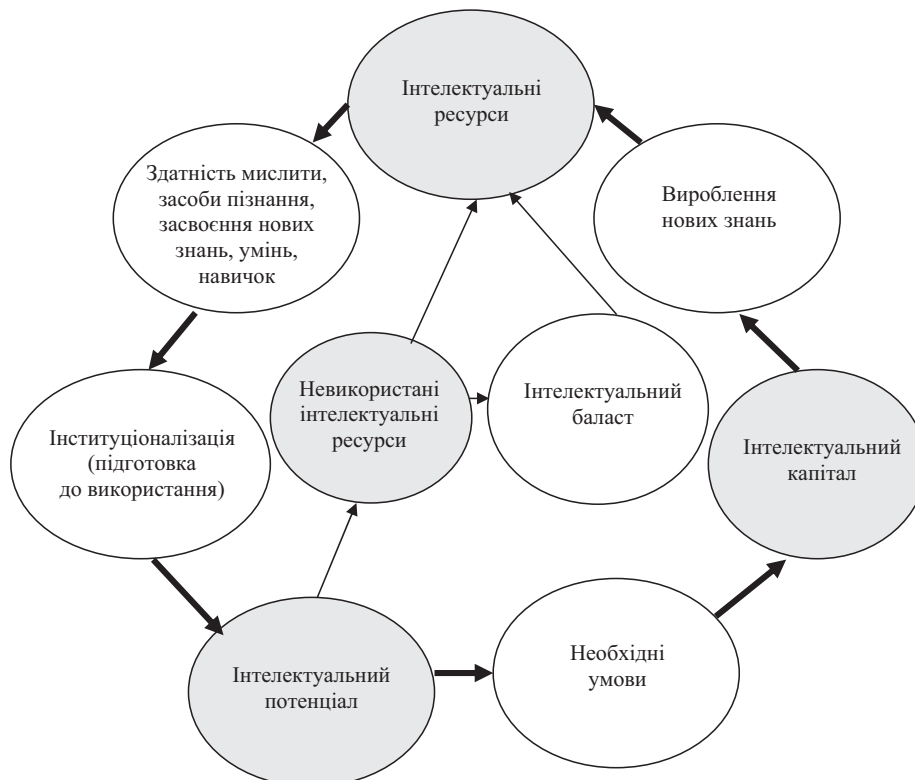 Інтелектуальні
ресурси
Здатність мислити,
засоби пізнання,
засвоєння нових
знань, умінь,
навичок
Вироблення
нових знань
Невикористані
інтелектуальні
ресурси
Інтелектуальний
баласт
Інституціоналізація
(підготовка
до використання)
Інтелектуальний
капітал
Інтелектуальний
потенціал
Необхідні
умови